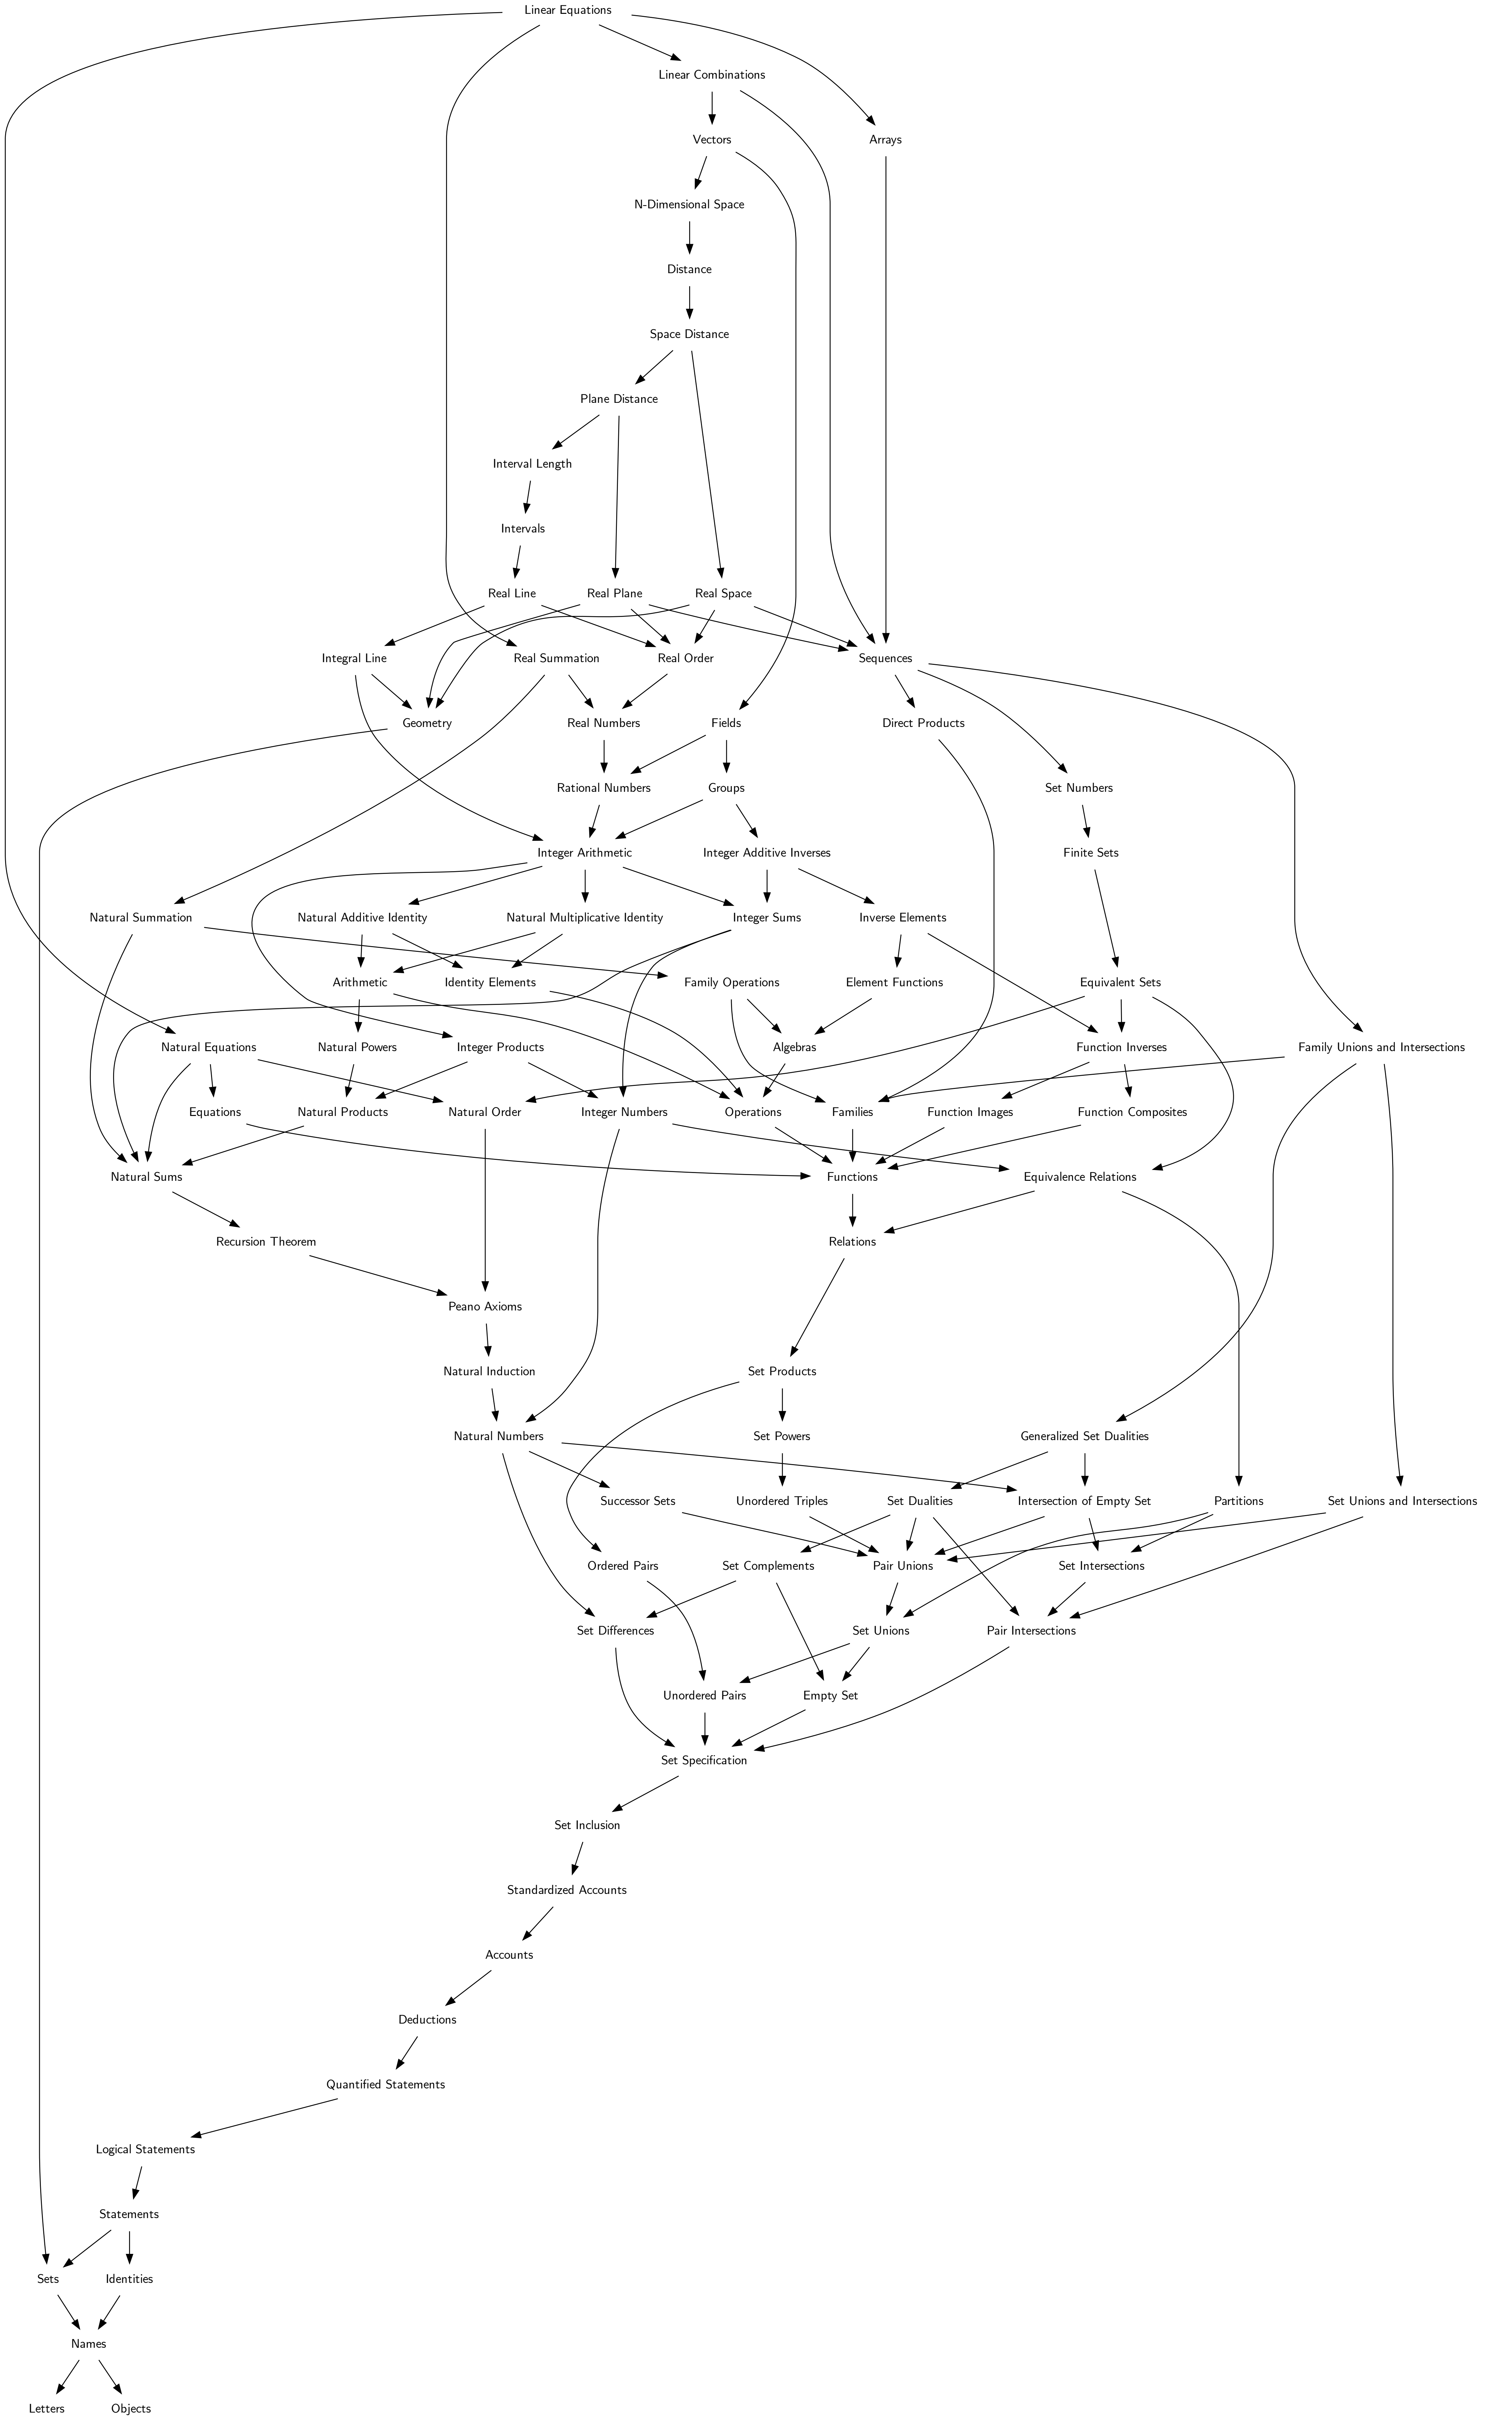 Linear Equations
Linear Combinations
Vectors
Arrays
N-Dimensional Space
Distance
Space Distance
Plane Distance
Interval Length
Intervals
Real Line
Real Plane
Real Space
Integral Line
Real Summation
Real Order
Sequences
Geometry
Real Numbers
Fields
Direct Products
Rational Numbers
Groups
Set Numbers
Integer Arithmetic
Integer Additive Inverses
Finite Sets
Natural Summation
Natural Additive Identity
Natural Multiplicative Identity
Integer Sums
Inverse Elements
Arithmetic
Identity Elements
Family Operations
Element Functions
Equivalent Sets
Natural Equations
Natural Powers
Integer Products
Algebras
Function Inverses
Family Unions and Intersections
Equations
Natural Products
Natural Order
Integer Numbers
Operations
Families
Function Images
Function Composites
Natural Sums
Functions
Equivalence Relations
Recursion Theorem
Relations
Peano Axioms
Natural Induction
Set Products
Natural Numbers
Set Powers
Generalized Set Dualities
Successor Sets
Unordered Triples
Set Dualities
Intersection of Empty Set
Partitions
Set Unions and Intersections
Ordered Pairs
Set Complements
Pair Unions
Set Intersections
Set Differences
Set Unions
Pair Intersections
Unordered Pairs
Empty Set
Set Specification
Set Inclusion
Standardized Accounts
Accounts
Deductions
Quantified Statements
Logical Statements
Statements
Sets
Identities
Names
Letters
Objects